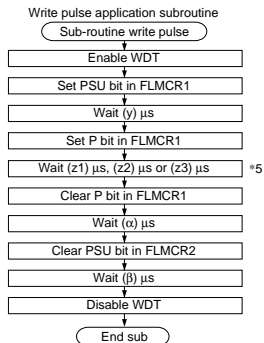 Write pulse application subroutine
Sub-routine write pulse
Enable WDT
Set PSU bit in FLMCR1
Wait (y) µs
Set P bit in FLMCR1
Wait (z1) µs, (z2) µs or (z3) µs *5
Clear P bit in FLMCR1
Wait (α) µs
Clear PSU bit in FLMCR2
Wait (β) µs
Disable WDT
End sub